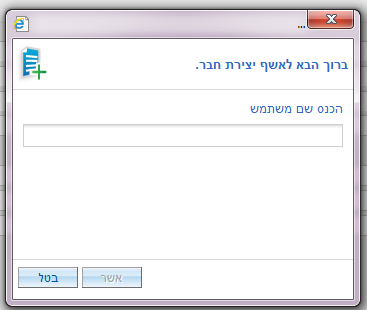 ...
ברוך הבא לאשף יצירת חבר.
הכנס שם משתמש
אשר
בטל